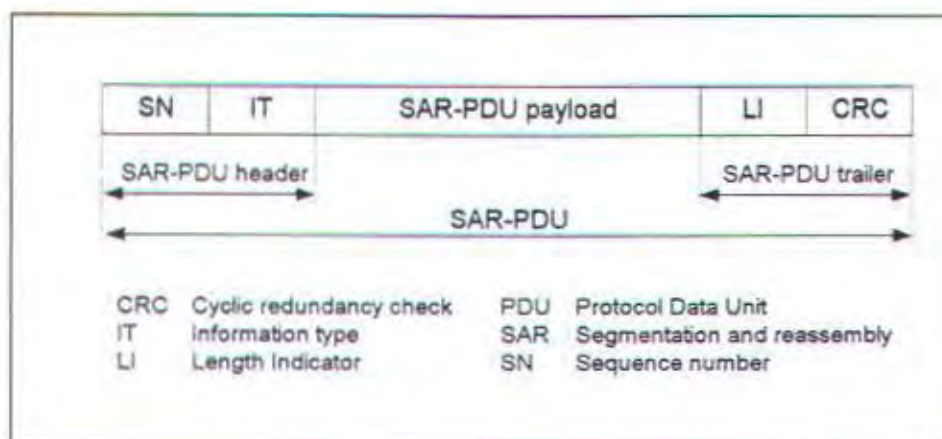 SN IT SAR-PDU payload LI CRC
SAR-PDU header SAR-PDU trailer
SAR-PDU
CRC Cyclic redundancy check PDU Protocol Data Unit
IT Information type SAR Segmentation and reassembly
LI Length Indicator SN Sequence number